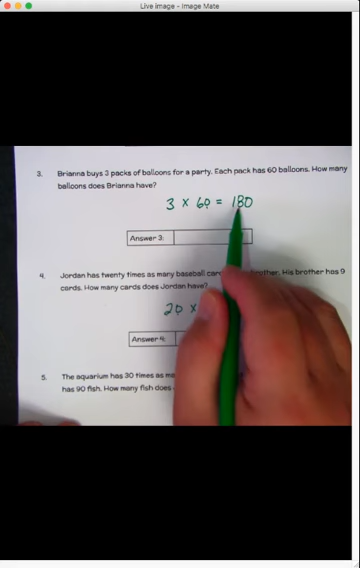 Live image - Image Mate
3. Brianna buys 3 packs of balloons for a party. Each pack has 60 balloons. How many
balloons does Brianna have?
3 × 60 = 180
Answer 3:
4. Jordan has twenty times as many baseball brother. His brother has 9
cards. How many cards does Jordan have?
20 ×
Answer 4:
5. The aquarium has 30 times as
has 90 fish. How many fish does